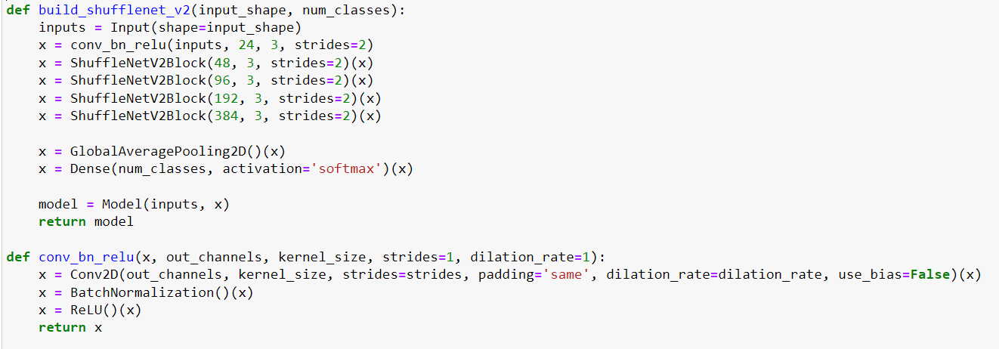 def build_shufflenet_v2(input_shape, num_classes):
    inputs = Input(shape=input_shape)
    x = conv_bn_relu(inputs, 24, 3, strides=2)
    x = ShuffleNetV2Block(48, 3, strides=2)(x)
    x = ShuffleNetV2Block(96, 3, strides=2)(x)
    x = ShuffleNetV2Block(192, 3, strides=2)(x)
    x = ShuffleNetV2Block(384, 3, strides=2)(x)

    x = GlobalAveragePooling2D()(x)
    x = Dense(num_classes, activation='softmax')(x)

    model = Model(inputs, x)
    return model

def conv_bn_relu(x, out_channels, kernel_size, strides=1, dilation_rate=1):
    x = Conv2D(out_channels, kernel_size, strides=strides, padding='same', dilation_rate=dilation_rate, use_bias=False)(x)
    x = BatchNormalization()(x)
    x = ReLU()(x)
    return x